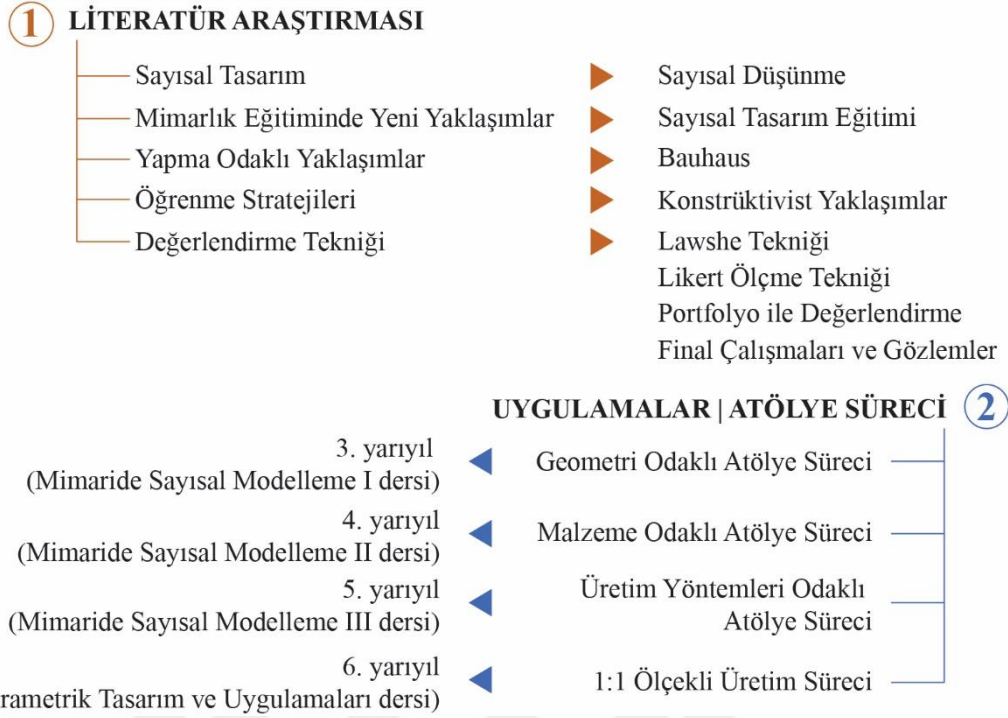 1 LİTERATÜR ARAŞTIRMASI
Sayısal Tasarım ▶ Sayısal Düşünme
Mimarlık Eğitiminde Yeni Yaklaşımlar ▶ Sayısal Tasarım Eğitimi
Yapma Odaklı Yaklaşımlar ▶ Bauhaus
Öğrenme Stratejileri ▶ Konstrüktivist Yaklaşımlar
Değerlendirme Tekniği ▶ Lawshe Tekniği
Likert Ölçme Tekniği
Portfolyo ile Değerlendirme
Final Çalışmaları ve Gözlemler
UYGULAMALAR | ATÖLYE SÜRECİ 2
3. yarıyıl
(Mimaride Sayısal Modelleme I dersi) ◀ Geometri Odaklı Atölye Süreci
4. yarıyıl
(Mimaride Sayısal Modelleme II dersi) ◀ Malzeme Odaklı Atölye Süreci
5. yarıyıl
(Mimaride Sayısal Modelleme III dersi) ◀ Üretim Yöntemleri Odaklı
Atölye Süreci
6. yarıyıl
rametrik Tasarım ve Uygulamaları dersi) ◀ 1:1 Ölçekli Üretim Süreci